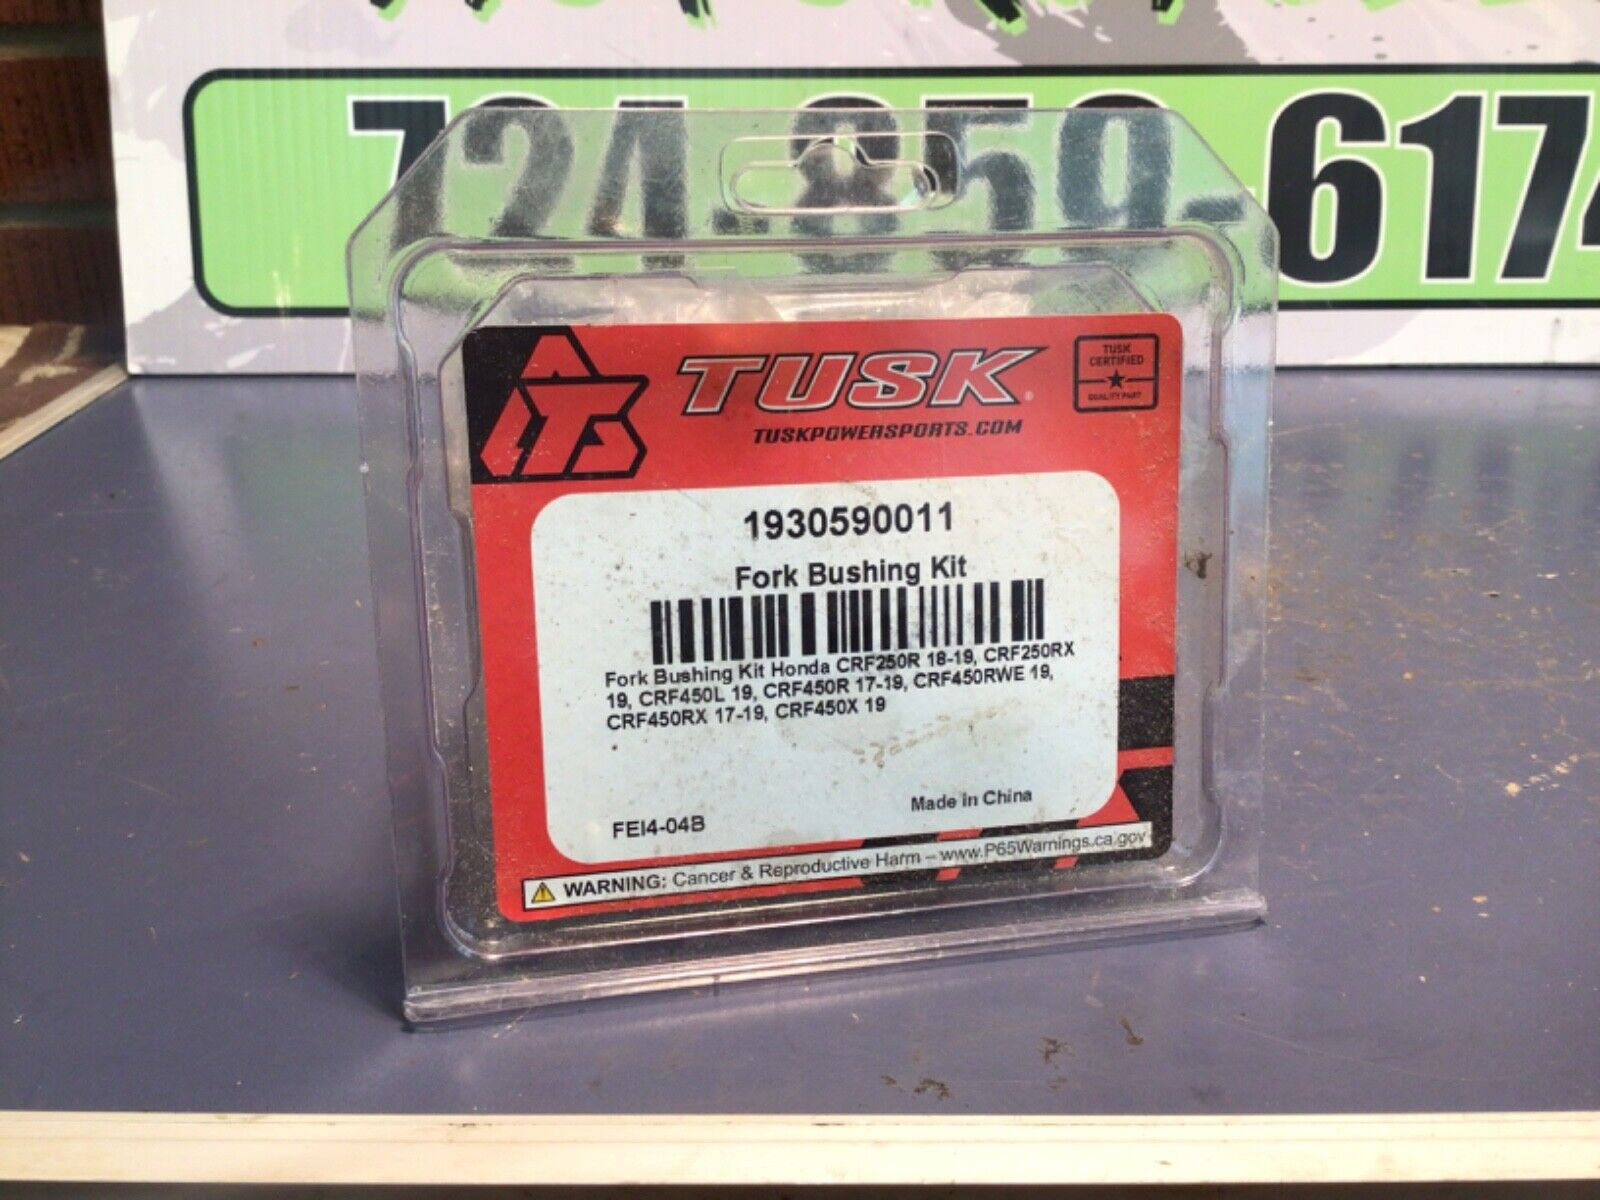 724-859-6174
TUSK®
TUSKPOWERSPORTS.COM
TUSK
CERTIFIED
QUALITY PART
1930590011
Fork Bushing Kit
Fork Bushing Kit Honda CRF250R 18-19, CRF250RX
19, CRF450L 19, CRF450R 17-19, CRF450RWE 19,
CRF450RX 17-19, CRF450X 19
Made in China
FEI4-04B
WARNING: Cancer & Reproductive Harm – www.P65Warnings.ca.gov